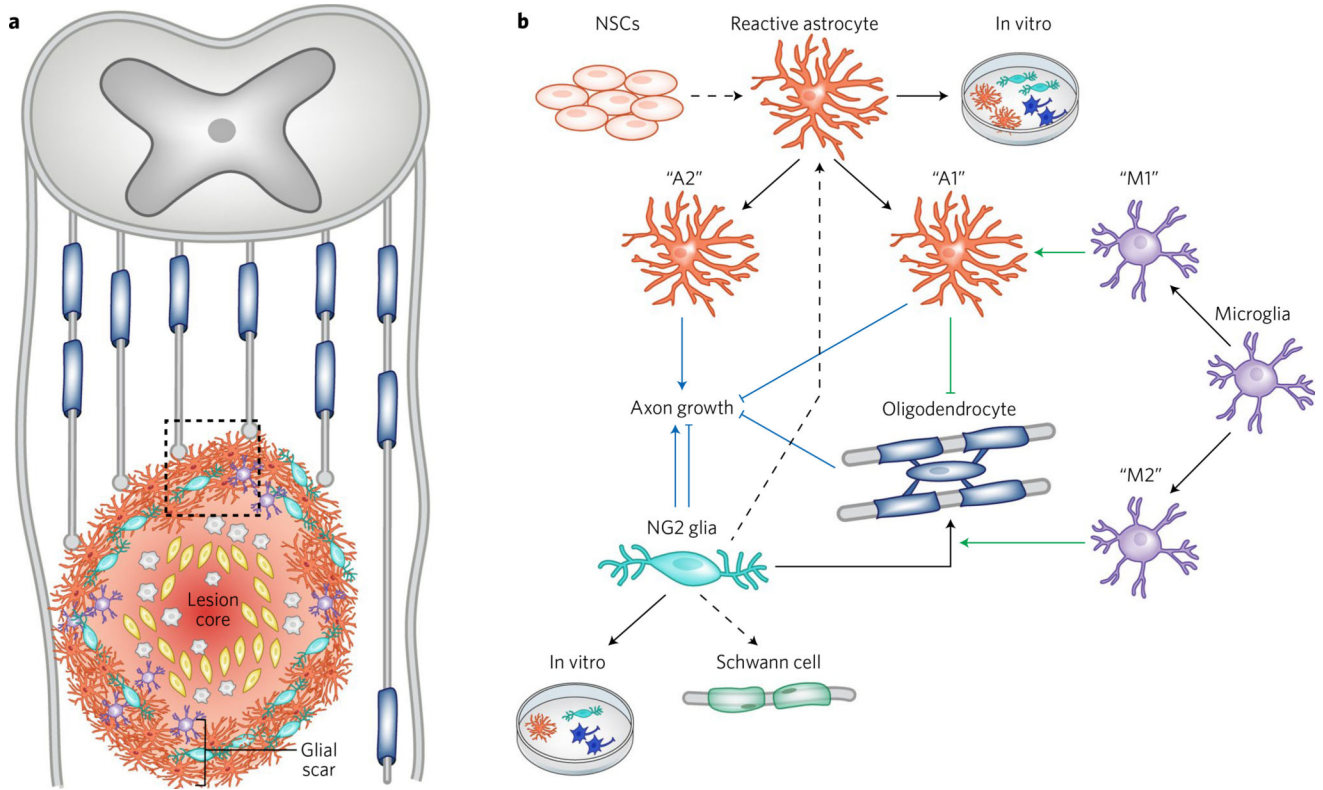 a
Lesion
core
Glial
scar
b
NSCs
Reactive astrocyte
In vitro
“A2”
“A1”
“M1”
Microglia
Axon growth
Oligodendrocyte
“M2”
NG2 glia
In vitro
Schwann cell